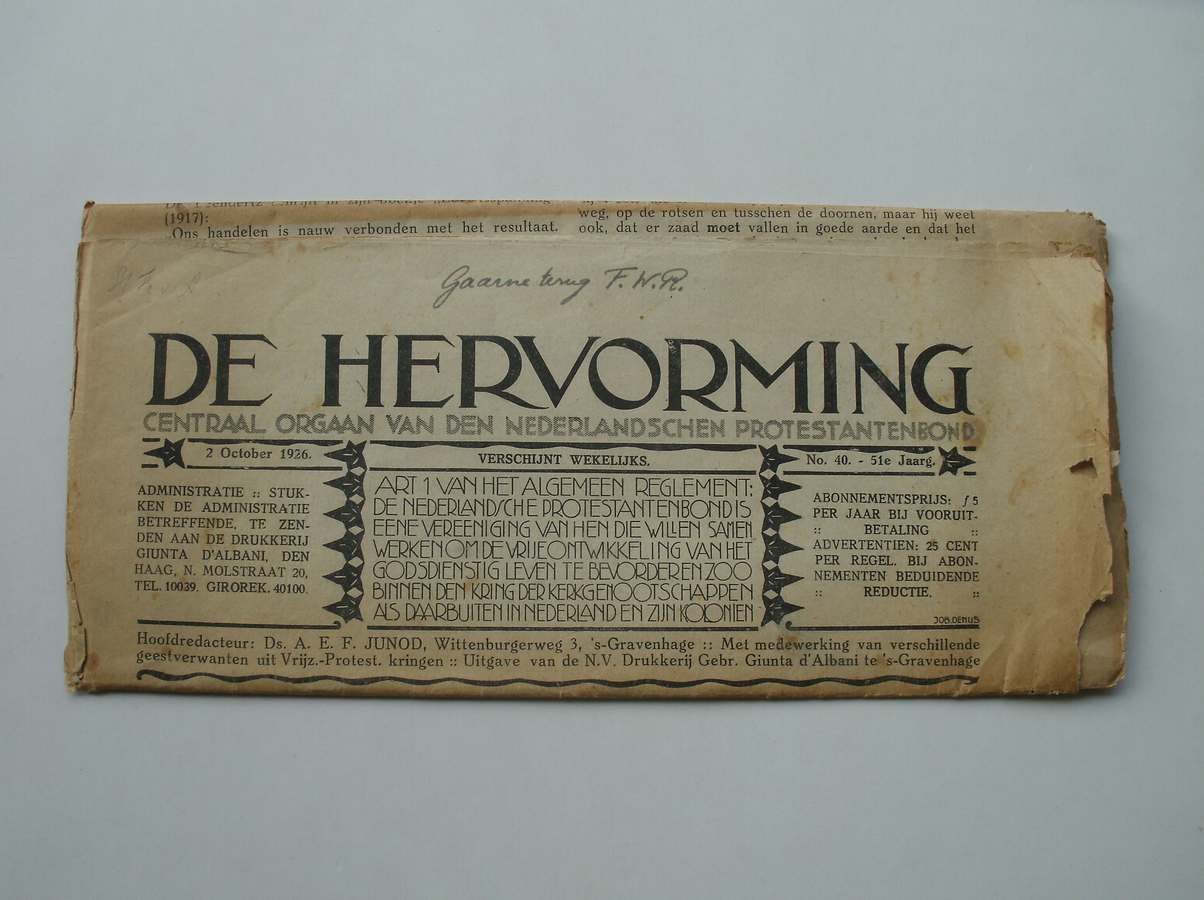 (1917):
„Ons handelen is nauw verbonden met het resultaat.
weg, op de rotsen en tusschen de doornen, maar hij weet
ook, dat er zaad moet vallen in goede aarde en dat het
Gaarne terug F.W.R.
DE HERVORMING
CENTRAAL ORGAAN VAN DEN NEDERLANDSCHEN PROTESTANTENBOND
2 October 1926.
VERSCHIJNT WEKELIJKS.
No. 40. - 51e Jaarg.
ADMINISTRATIE :: STUK-
KEN DE ADMINISTRATIE
BETREFFENDE, TE ZEN-
DEN AAN DE DRUKKERIJ
GIUNTA D'ALBANI, DEN
HAAG, N. MOLSTRAAT 20,
TEL. 10039. GIROREK. 40100.
ART 1 VAN HET ALGEMEEN REGLEMENT:
DE NEDERLANDSCHE PROTESTANTENBOND IS
EENE VEREENIGING VAN HEN DIE WILLEN SAMEN
WERKEN OM DE VRIJE ONTWIKKELING VAN HET
GODSDIENSTIG LEVEN TE BEVORDEREN ZOO
BINNEN DEN KRING DER KERKGENOOTSCHAPPEN
ALS DAARBUITEN IN NEDERLAND EN ZIJN KOLONIEN
ABONNEMENTSPRIJS: ƒ 5
PER JAAR BIJ VOORUIT-
:: BETALING ::
ADVERTENTIEN: 25 CENT
PER REGEL. BIJ ABON-
NEMENTEN BEDUIDENDE
:: REDUCTIE. ::
JOB.DENIJS
Hoofdredacteur: Ds. A. E. F. JUNOD, Wittenburgerweg 3, 's-Gravenhage :: Met medewerking van verschillende
geestverwanten uit Vrijz.-Protest. kringen :: Uitgave van de N.V. Drukkerij Gebr. Giunta d'Albani te 's-Gravenhage